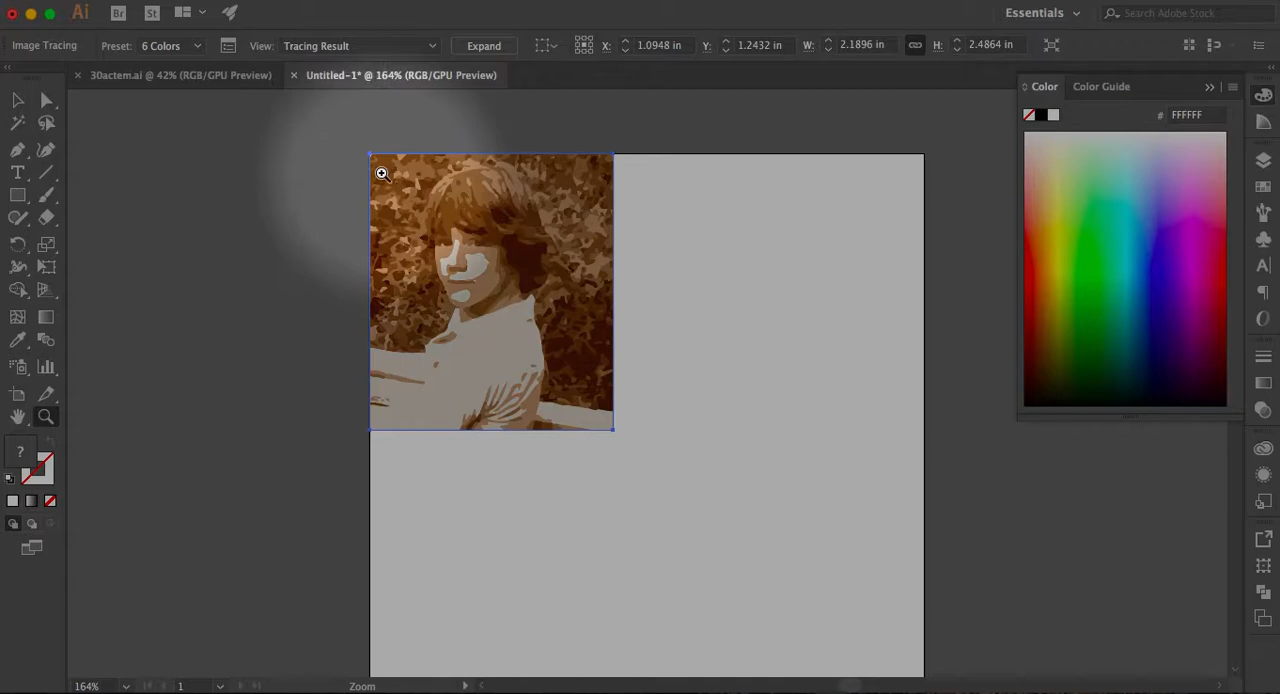 Ai Br St Essentials Search Adobe Stock
Image Tracing Preset: 6 Colors View: Tracing Result Expand X: 1.0948 in Y: 1.2432 in W: 2.1896 in H: 2.4864 in
× 30actem.ai @ 42% (RGB/GPU Preview) × Untitled-1* @ 164% (RGB/GPU Preview)
Color Color Guide
# FFFFFF
?
164% 1 Zoom